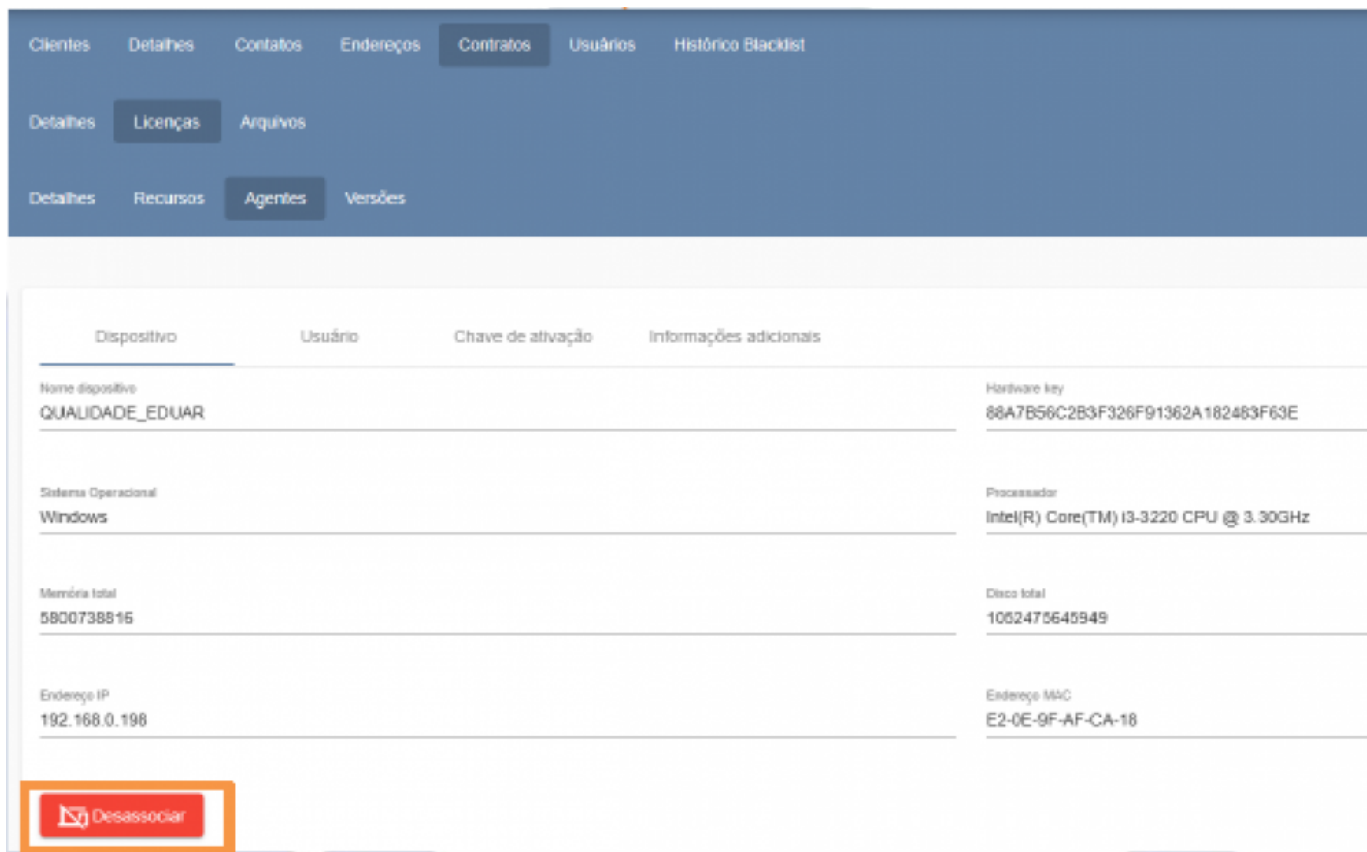 Clientes Detalhes Contatos Endereços Contratos Usuários Histórico Blacklist
Detalhes Licenças Arquivos
Detalhes Recursos Agentes Versões
Dispositivo Usuário Chave de ativação Informações adicionais
Nome dispositivo Hardware key
QUALIDADE_EDUAR 88A7B56C2B3F326F91362A182483F63E
Sistema Operacional Processador
Windows Intel(R) Core(TM) i3-3220 CPU @ 3.30GHz
Memória total Disco total
5800738816 1052475645949
Endereço IP Endereço MAC
192.168.0.198 E2-0E-9F-AF-CA-18
Desassociar